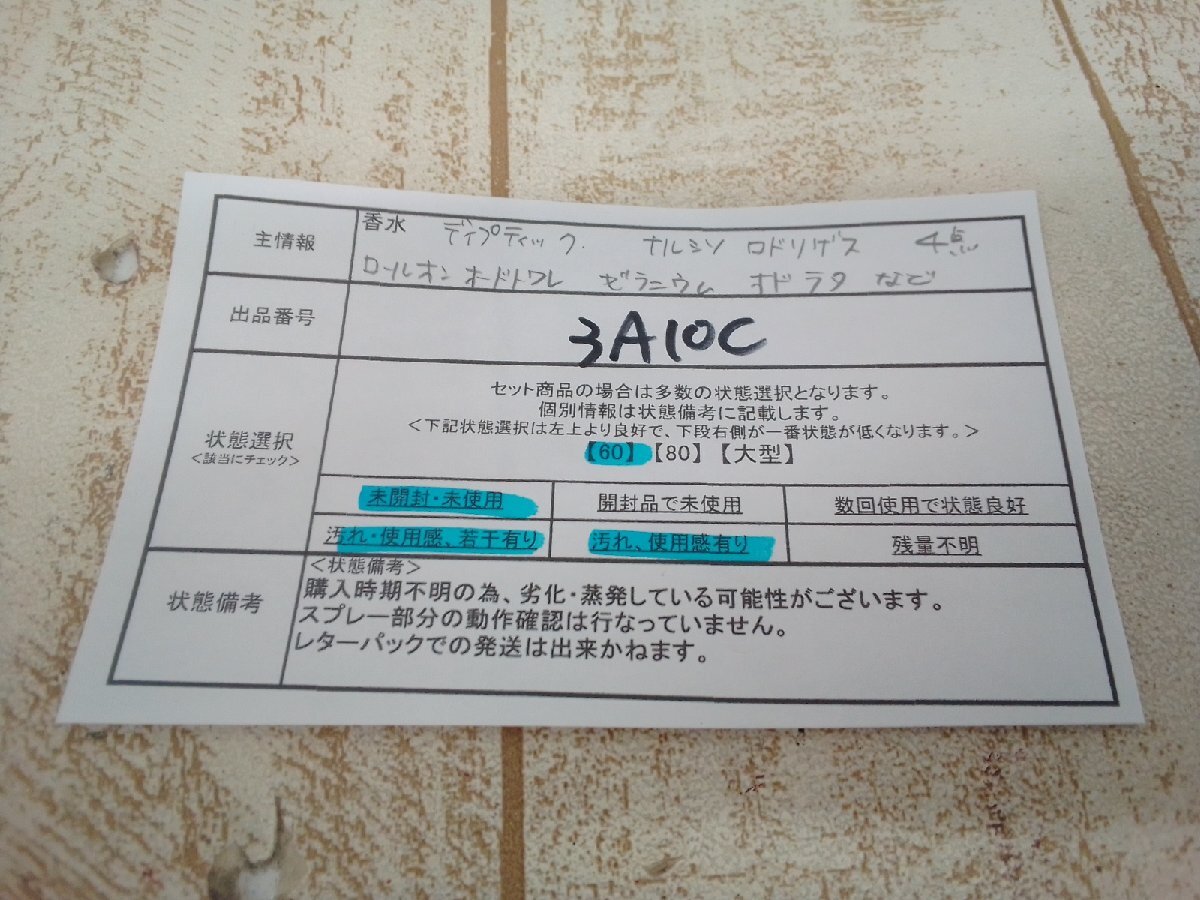 主情報
香水 ディプティック. ナルシソ ロドリゲス 4点
ロールオン オードトワレ ゼラニウム オドラタ など
出品番号
3A10C
状態選択
＜該当にチェック＞
セット商品の場合は多数の状態選択となります。
個別情報は状態備考に記載します。
＜下記状態選択は左上より良好で、下段右側が一番状態が低くなります。＞
【60】【80】【大型】
未開封・未使用 開封品で未使用 数回使用で状態良好
汚れ・使用感、若干有り 汚れ、使用感有り 残量不明
状態備考
＜状態備考＞
購入時期不明の為、劣化・蒸発している可能性がございます。
スプレー部分の動作確認は行なっていません。
レターパックでの発送は出来かねます。